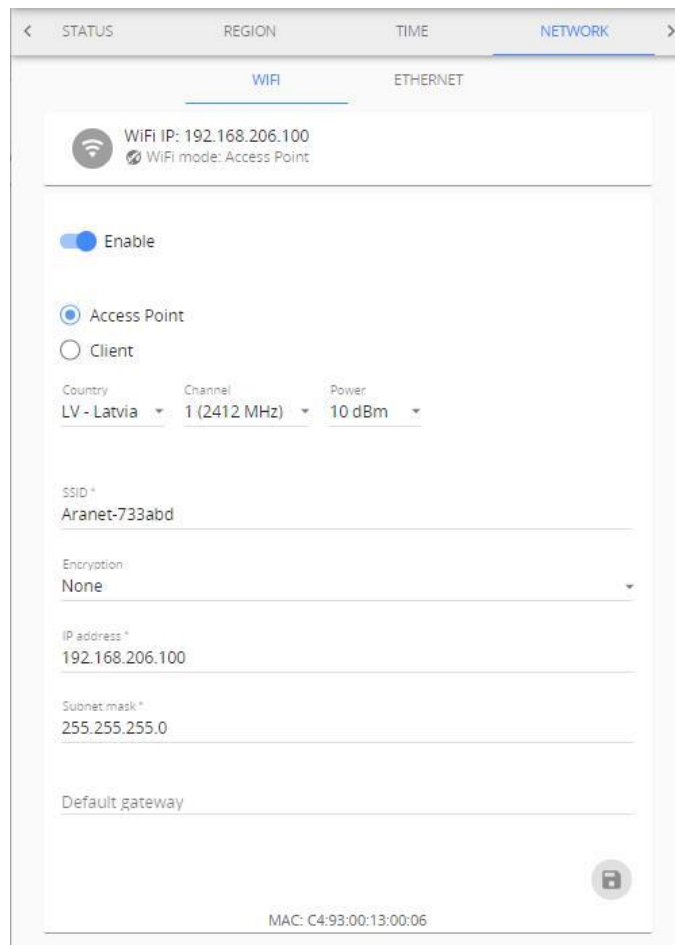 STATUS REGION TIME NETWORK
WIFI ETHERNET
WiFi IP: 192.168.206.100
WiFi mode: Access Point
Enable
Access Point
Client
Country Channel Power
LV - Latvia 1 (2412 MHz) 10 dBm
SSID *
Aranet-733abd
Encryption
None
IP address *
192.168.206.100
Subnet mask *
255.255.255.0
Default gateway
MAC: C4:93:00:13:00:06